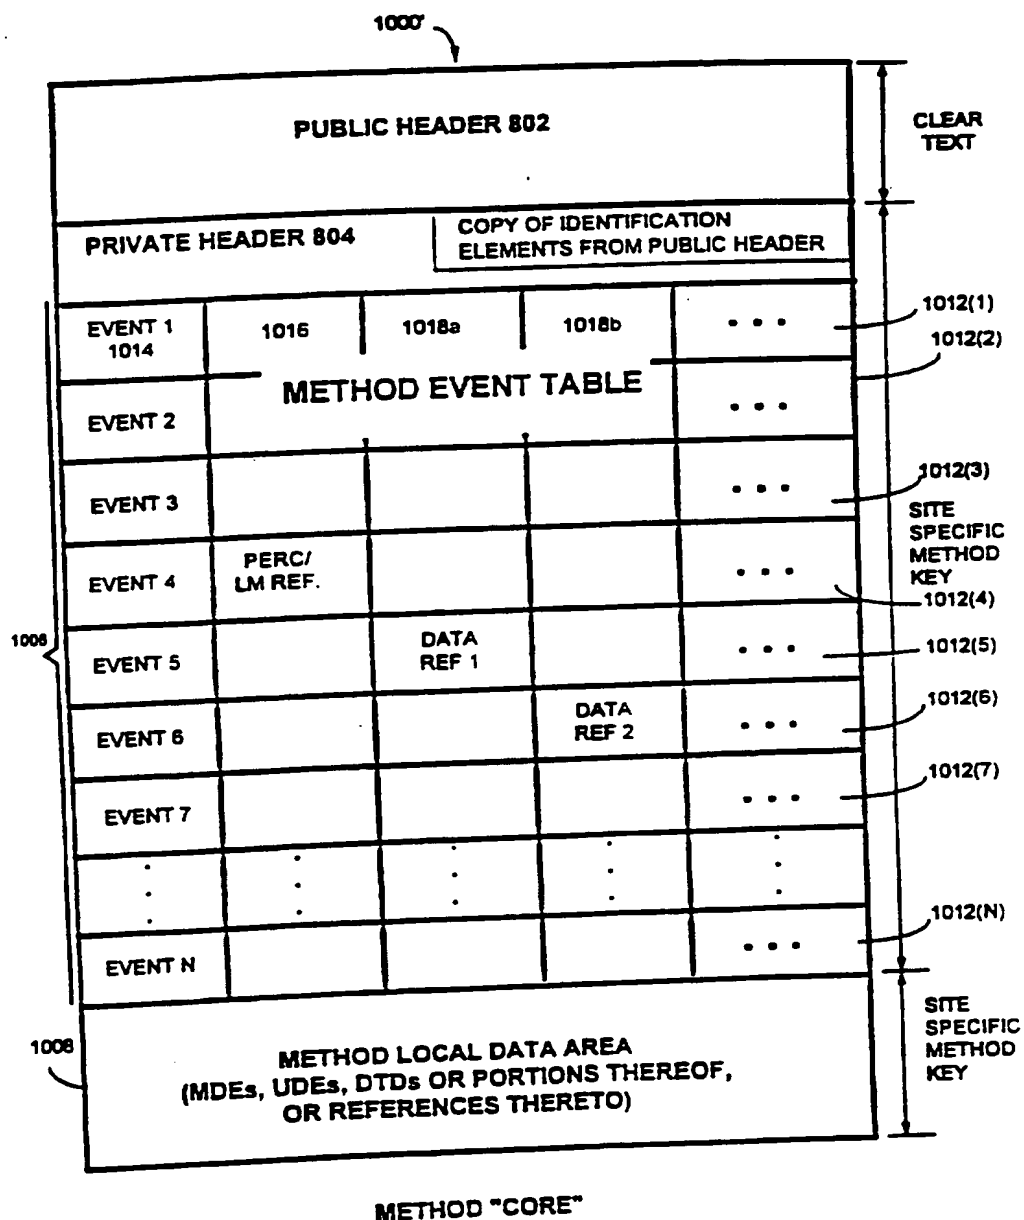 1000'
PUBLIC HEADER 802
CLEAR
TEXT
PRIVATE HEADER 804
COPY OF IDENTIFICATION
ELEMENTS FROM PUBLIC HEADER
EVENT 1
1014
1016
1018a
1018b
• • •
1012(1)
1012(2)
METHOD EVENT TABLE
EVENT 2
• • •
EVENT 3
• • •
1012(3)
SITE
SPECIFIC
METHOD
KEY
EVENT 4
PERC/
LM REF.
• • •
1012(4)
1006
EVENT 5
DATA
REF 1
• • •
1012(5)
EVENT 6
DATA
REF 2
• • •
1012(6)
EVENT 7
• • •
1012(7)
EVENT N
• • •
1012(N)
1008
METHOD LOCAL DATA AREA
(MDEs, UDEs, DTDs OR PORTIONS THEREOF,
OR REFERENCES THERETO)
SITE
SPECIFIC
METHOD
KEY
METHOD "CORE"